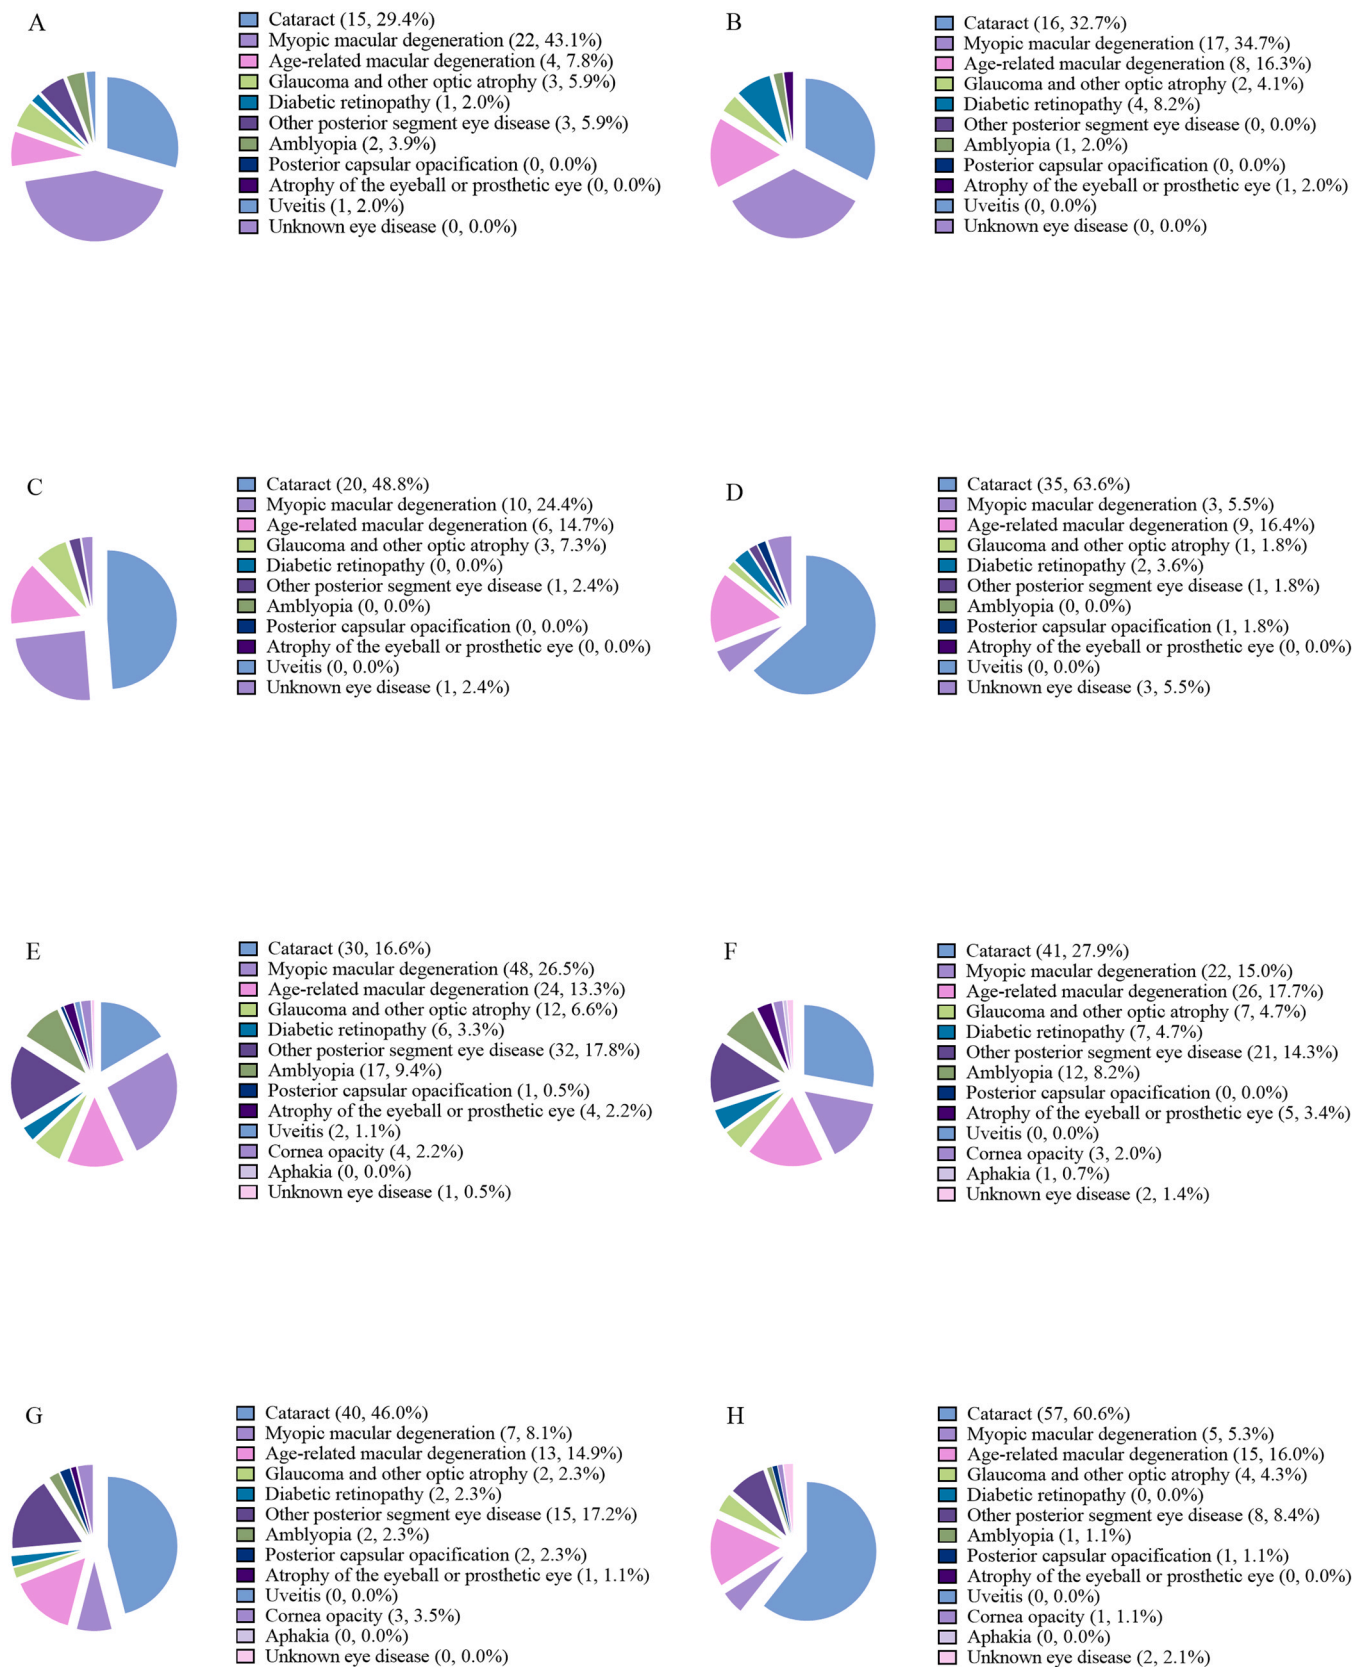 A
Cataract (15, 29.4%)
Myopic macular degeneration (22, 43.1%)
Age-related macular degeneration (4, 7.8%)
Glaucoma and other optic atrophy (3, 5.9%)
Diabetic retinopathy (1, 2.0%)
Other posterior segment eye disease (3, 5.9%)
Amblyopia (2, 3.9%)
Posterior capsular opacification (0, 0.0%)
Atrophy of the eyeball or prosthetic eye (0, 0.0%)
Uveitis (1, 2.0%)
Unknown eye disease (0, 0.0%)
B
Cataract (16, 32.7%)
Myopic macular degeneration (17, 34.7%)
Age-related macular degeneration (8, 16.3%)
Glaucoma and other optic atrophy (2, 4.1%)
Diabetic retinopathy (4, 8.2%)
Other posterior segment eye disease (0, 0.0%)
Amblyopia (1, 2.0%)
Posterior capsular opacification (0, 0.0%)
Atrophy of the eyeball or prosthetic eye (1, 2.0%)
Uveitis (0, 0.0%)
Unknown eye disease (0, 0.0%)
C
Cataract (20, 48.8%)
Myopic macular degeneration (10, 24.4%)
Age-related macular degeneration (6, 14.7%)
Glaucoma and other optic atrophy (3, 7.3%)
Diabetic retinopathy (0, 0.0%)
Other posterior segment eye disease (1, 2.4%)
Amblyopia (0, 0.0%)
Posterior capsular opacification (0, 0.0%)
Atrophy of the eyeball or prosthetic eye (0, 0.0%)
Uveitis (0, 0.0%)
Unknown eye disease (1, 2.4%)
D
Cataract (35, 63.6%)
Myopic macular degeneration (3, 5.5%)
Age-related macular degeneration (9, 16.4%)
Glaucoma and other optic atrophy (1, 1.8%)
Diabetic retinopathy (2, 3.6%)
Other posterior segment eye disease (1, 1.8%)
Amblyopia (0, 0.0%)
Posterior capsular opacification (1, 1.8%)
Atrophy of the eyeball or prosthetic eye (0, 0.0%)
Uveitis (0, 0.0%)
Unknown eye disease (3, 5.5%)
E
Cataract (30, 16.6%)
Myopic macular degeneration (48, 26.5%)
Age-related macular degeneration (24, 13.3%)
Glaucoma and other optic atrophy (12, 6.6%)
Diabetic retinopathy (6, 3.3%)
Other posterior segment eye disease (32, 17.8%)
Amblyopia (17, 9.4%)
Posterior capsular opacification (1, 0.5%)
Atrophy of the eyeball or prosthetic eye (4, 2.2%)
Uveitis (2, 1.1%)
Cornea opacity (4, 2.2%)
Aphakia (0, 0.0%)
Unknown eye disease (1, 0.5%)
F
Cataract (41, 27.9%)
Myopic macular degeneration (22, 15.0%)
Age-related macular degeneration (26, 17.7%)
Glaucoma and other optic atrophy (7, 4.7%)
Diabetic retinopathy (7, 4.7%)
Other posterior segment eye disease (21, 14.3%)
Amblyopia (12, 8.2%)
Posterior capsular opacification (0, 0.0%)
Atrophy of the eyeball or prosthetic eye (5, 3.4%)
Uveitis (0, 0.0%)
Cornea opacity (3, 2.0%)
Aphakia (1, 0.7%)
Unknown eye disease (2, 1.4%)
G
Cataract (40, 46.0%)
Myopic macular degeneration (7, 8.1%)
Age-related macular degeneration (13, 14.9%)
Glaucoma and other optic atrophy (2, 2.3%)
Diabetic retinopathy (2, 2.3%)
Other posterior segment eye disease (15, 17.2%)
Amblyopia (2, 2.3%)
Posterior capsular opacification (2, 2.3%)
Atrophy of the eyeball or prosthetic eye (1, 1.1%)
Uveitis (0, 0.0%)
Cornea opacity (3, 3.5%)
Aphakia (0, 0.0%)
Unknown eye disease (0, 0.0%)
H
Cataract (57, 60.6%)
Myopic macular degeneration (5, 5.3%)
Age-related macular degeneration (15, 16.0%)
Glaucoma and other optic atrophy (4, 4.3%)
Diabetic retinopathy (0, 0.0%)
Other posterior segment eye disease (8, 8.4%)
Amblyopia (1, 1.1%)
Posterior capsular opacification (1, 1.1%)
Atrophy of the eyeball or prosthetic eye (0, 0.0%)
Uveitis (0, 0.0%)
Cornea opacity (1, 1.1%)
Aphakia (0, 0.0%)
Unknown eye disease (2, 2.1%)